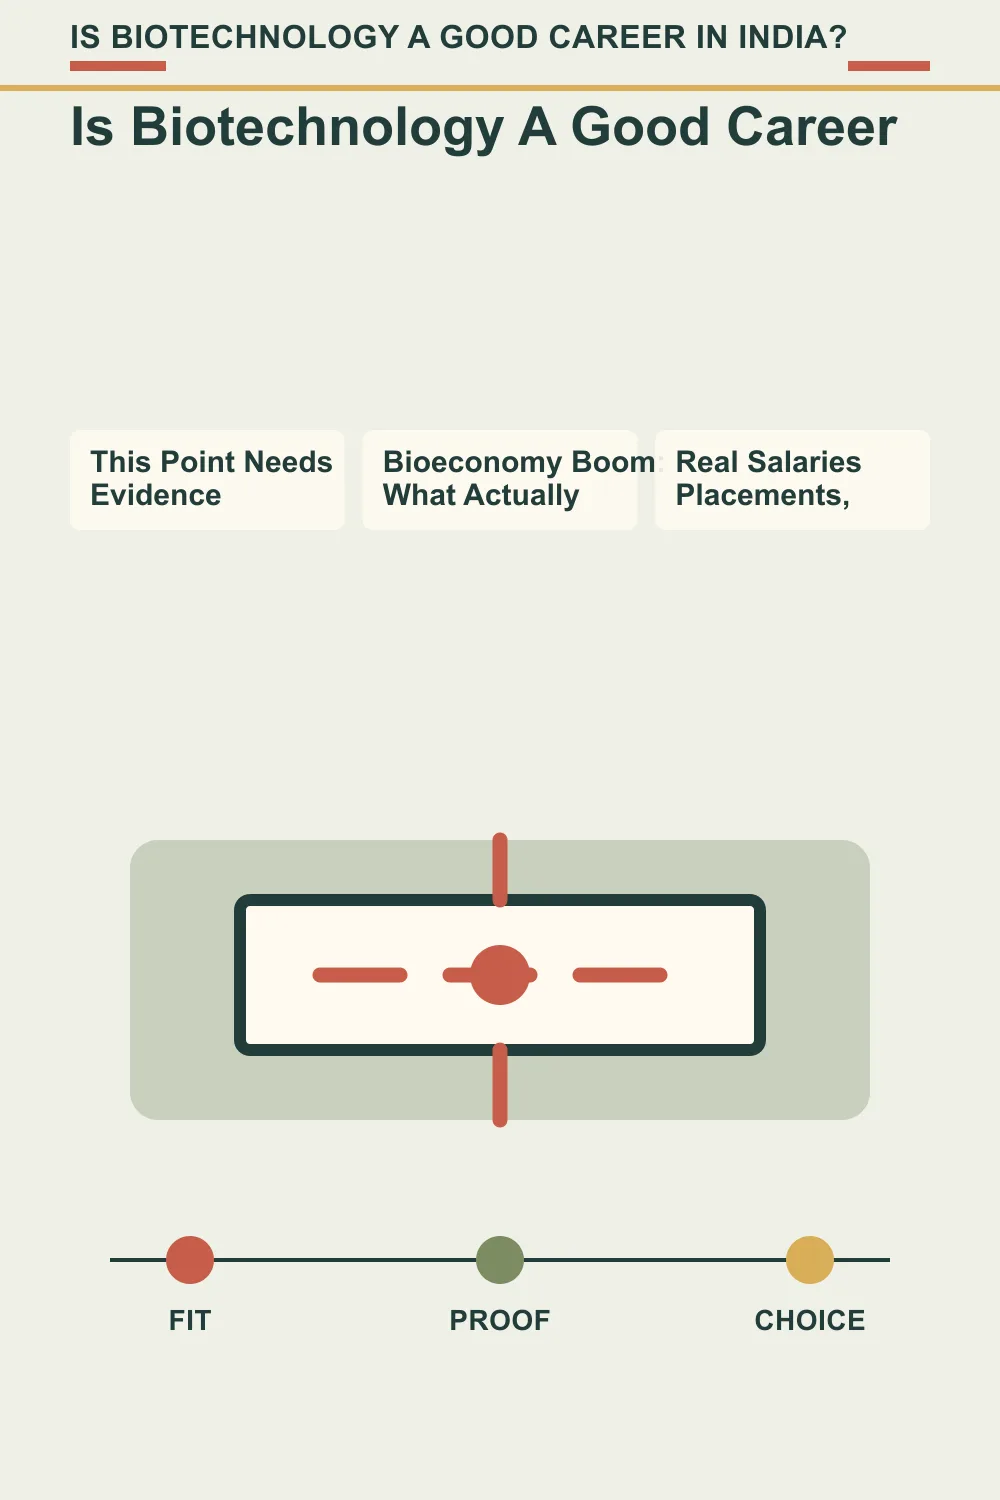 IS BIOTECHNOLOGY A GOOD CAREER IN INDIA?
Is Biotechnology A Good Career
This Point Needs
Evidence
Bioeconomy Boom:
What Actually
Real Salaries
Placements,
FIT
PROOF
CHOICE